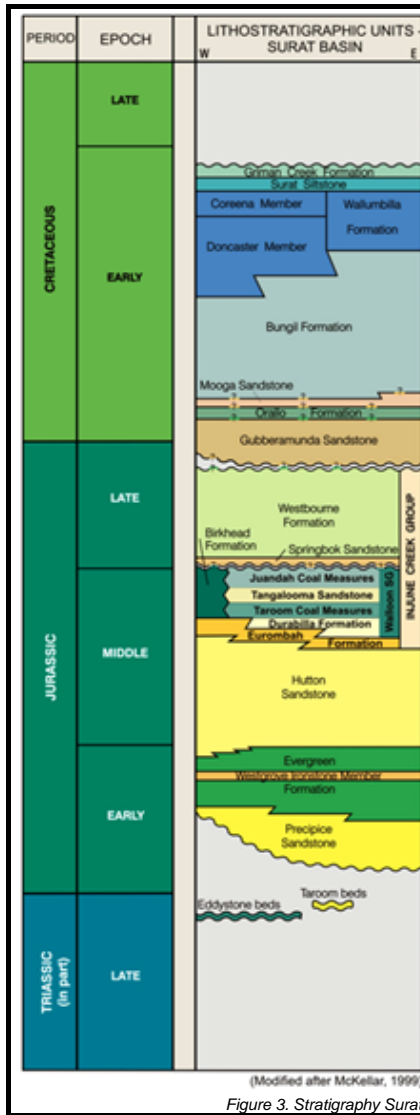 PERIOD
EPOCH
LITHOSTRATIGRAPHIC UNITS -
SURAT BASIN
W
E
CRETACEOUS
LATE
EARLY
Griman Creek Formation
Surat Siltstone
Coreena Member
Wallumbilla
Formation
Doncaster Member
Bungil Formation
?
Mooga Sandstone
? ? ? ?
Orallo Formation
? ? ?
Gubberamunda Sandstone
?
? ? ?
JURASSIC
LATE
Westbourne
Formation
Birkhead
Formation
Springbok Sandstone
INJUNE CREEK GROUP
Walloon SG
Juandah Coal Measures
Tangalooma Sandstone
Taroom Coal Measures
Durabilla Formation
Eurombah
Formation
MIDDLE
Hutton
Sandstone
Evergreen
Westgrove Ironstone Member
Formation
EARLY
Precipice
Sandstone
Taroom beds
Eddystone beds
TRIASSIC
(in part)
LATE
(Modified after McKellar, 1999)
Figure 3. Stratigraphy Surat